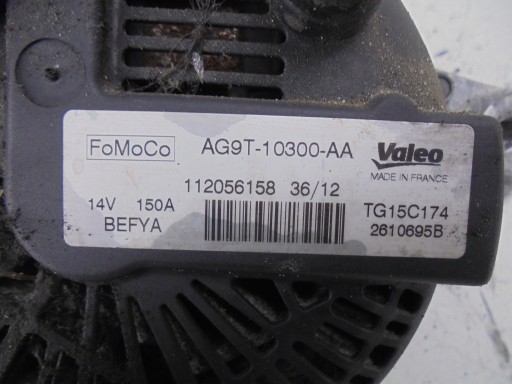 FoMoCo AG9T-10300-AA Valeo
MADE IN FRANCE
112056158 36/12
14V 150A TG15C174
BEFYA 2610695B